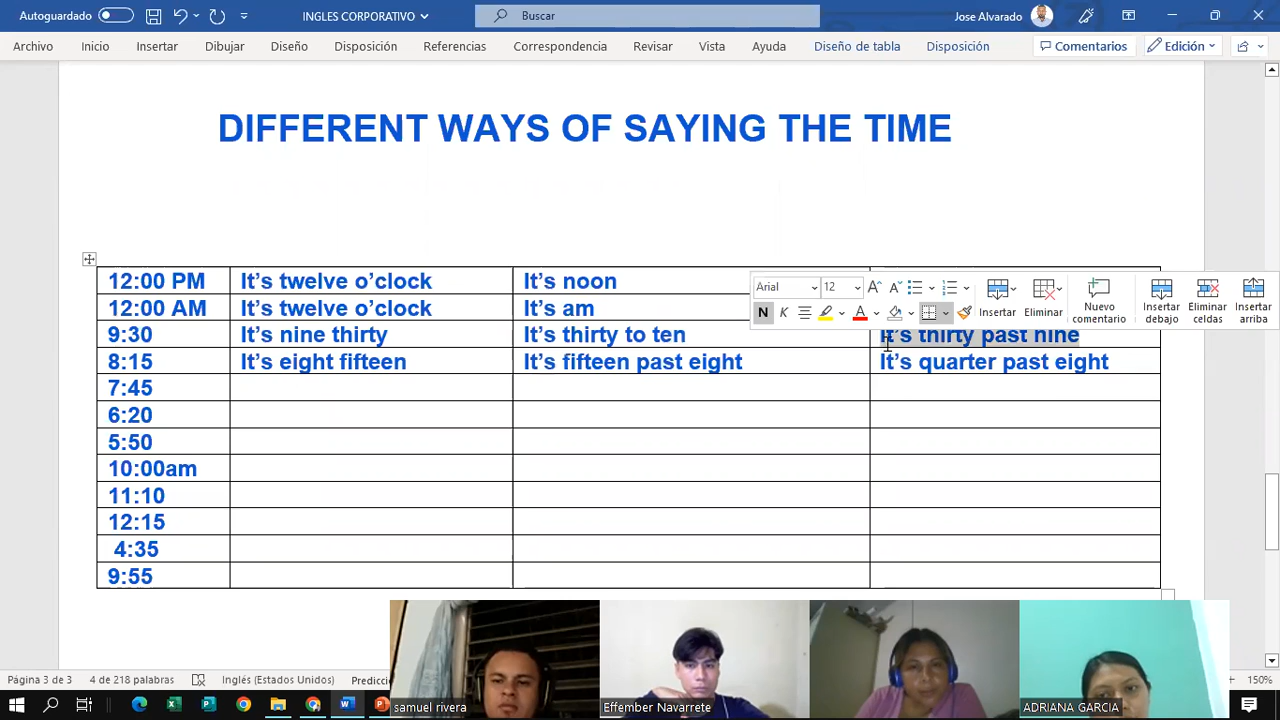 Autoguardado
INGLES CORPORATIVO
Buscar
Jose Alvarado
Archivo Inicio Insertar Dibujar Diseño Disposición Referencias Correspondencia Revisar Vista Ayuda Diseño de tabla Disposición Comentarios Edición
DIFFERENT WAYS OF SAYING THE TIME
Arial 12
N K A Insertar Eliminar Nuevo comentario Insertar debajo Eliminar celdas Insertar arriba
12:00 PM It’s twelve o’clock It’s noon
12:00 AM It’s twelve o’clock It’s am
9:30 It’s nine thirty It’s thirty to ten It’s thirty past nine
8:15 It’s eight fifteen It’s fifteen past eight It’s quarter past eight
7:45
6:20
5:50
10:00am
11:10
12:15
4:35
9:55
samuel rivera
Effember Navarrete
ADRIANA GARCIA
Página 3 de 3 4 de 218 palabras Inglés (Estados Unidos) 150%